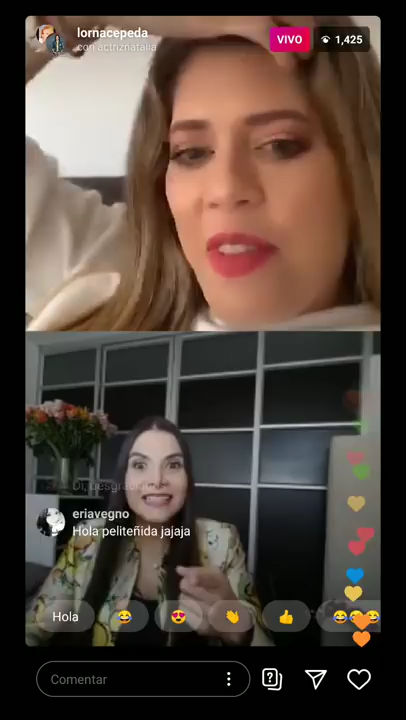 lornacepeda
con actriznatalia
VIVO
1,425
eriavegno
Hola peliteñida jajaja
Hola
Comentar